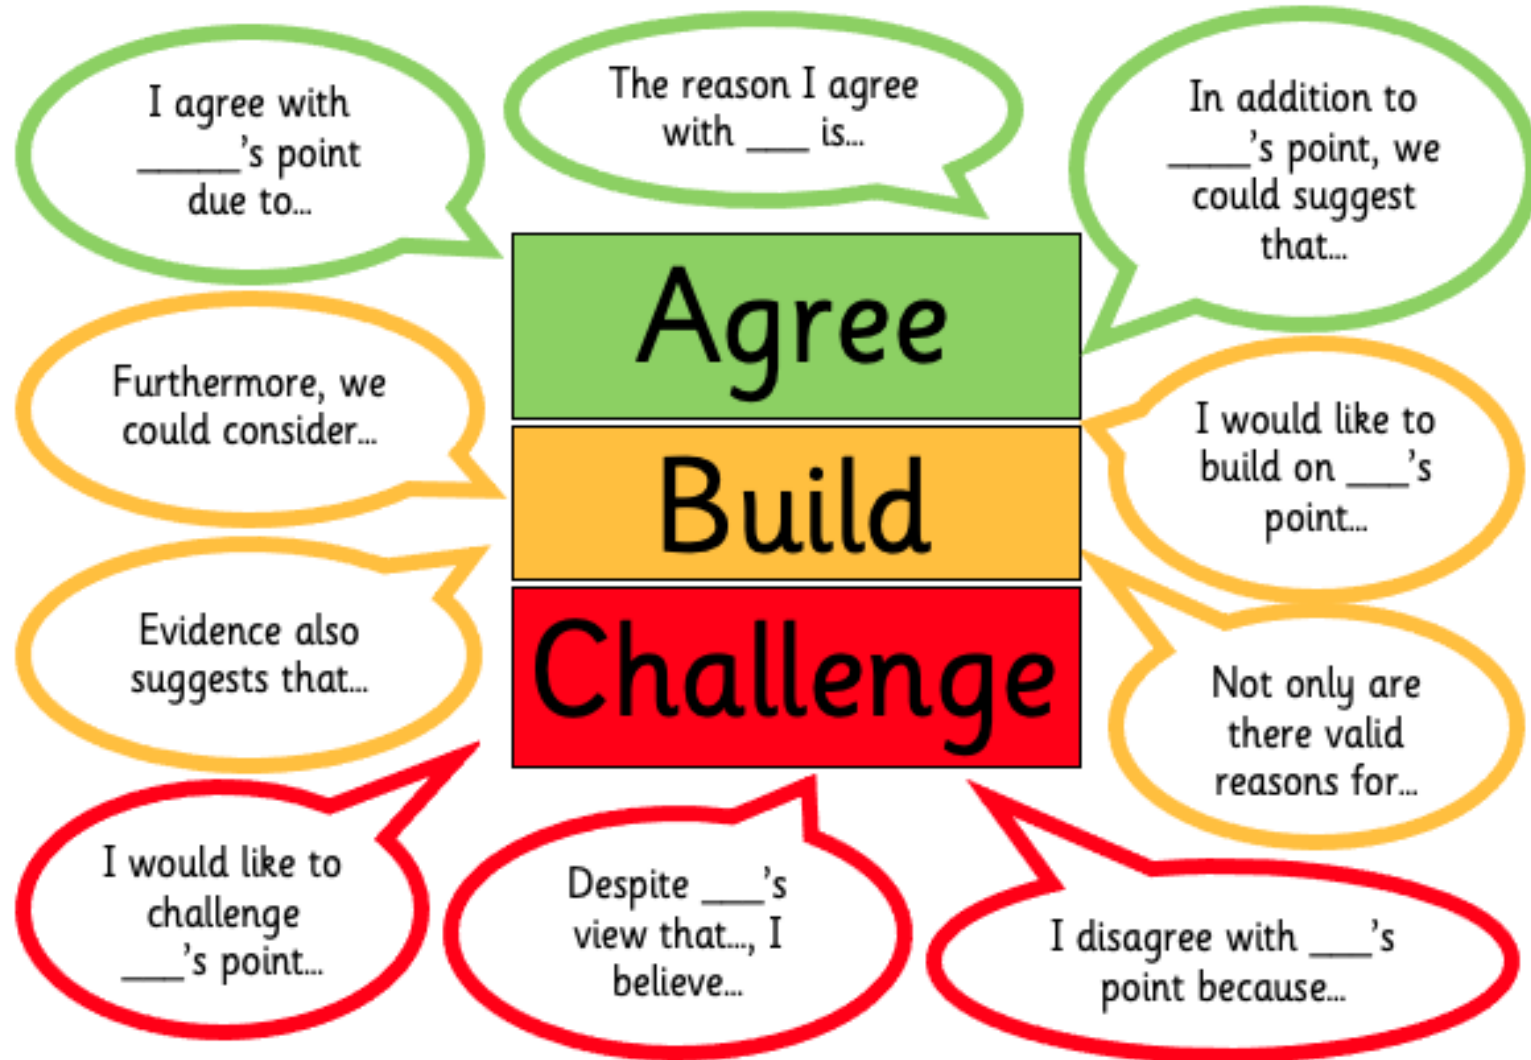 I agree with
_____'s point
due to...
The reason I agree
with ___ is...
In addition to
____'s point, we
could suggest
that...
Agree
Furthermore, we
could consider...
Build
I would like to
build on ___'s
point...
Evidence also
suggests that...
Challenge
Not only are
there valid
reasons for...
I would like to
challenge
___'s point...
Despite ___'s
view that..., I
believe...
I disagree with ___'s
point because...